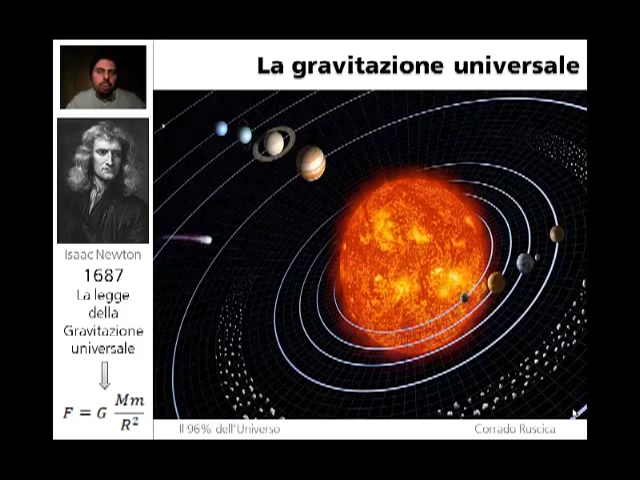 La gravitazione universale
Isaac Newton
1687
La legge
della
Gravitazione
universale
F = G Mm / R²
Il 96% dell'Universo
Corrado Ruscica